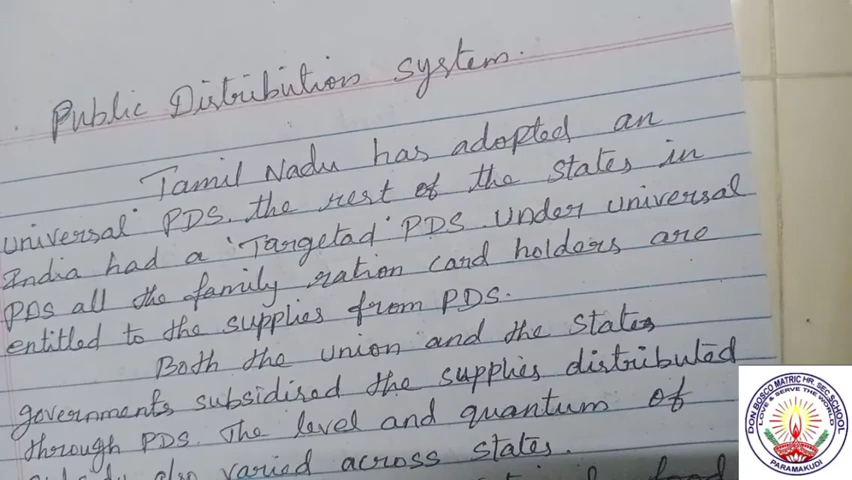 Public Distribution System.
Tamil Nadu has adopted an
universal' PDS. the rest of the states in
India had a 'Targetad' PDS. Under universal
PDS all the family ration card holders are
entitled to the supplies from PDS.
Both the union and the states
governments subsidised the supplies distributed
through PDS. The level and quantum of
also varied across states.
food
DON BOSCO MATRIC HR. SEC. SCHOOL
LOVE & SERVE THE WORLD
PARAMAKUDI